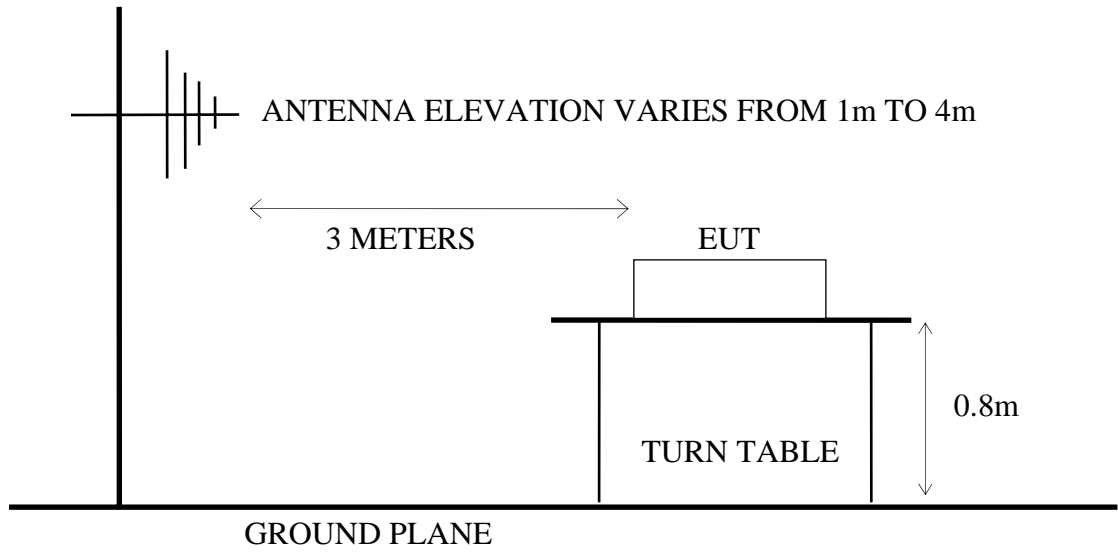 ANTENNA ELEVATION VARIES FROM 1m TO 4m
3 METERS
EUT
0.8m
TURN TABLE
GROUND PLANE